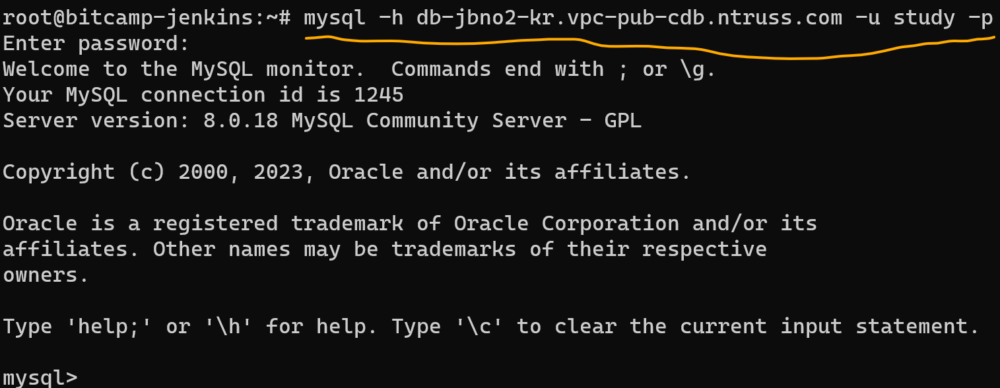 root@bitcamp-jenkins:~# mysql -h db-jbno2-kr.vpc-pub-cdb.ntruss.com -u study -p
Enter password:
Welcome to the MySQL monitor.  Commands end with ; or \g.
Your MySQL connection id is 1245
Server version: 8.0.18 MySQL Community Server - GPL

Copyright (c) 2000, 2023, Oracle and/or its affiliates.

Oracle is a registered trademark of Oracle Corporation and/or its
affiliates. Other names may be trademarks of their respective
owners.

Type 'help;' or '\h' for help. Type '\c' to clear the current input statement.

mysql>